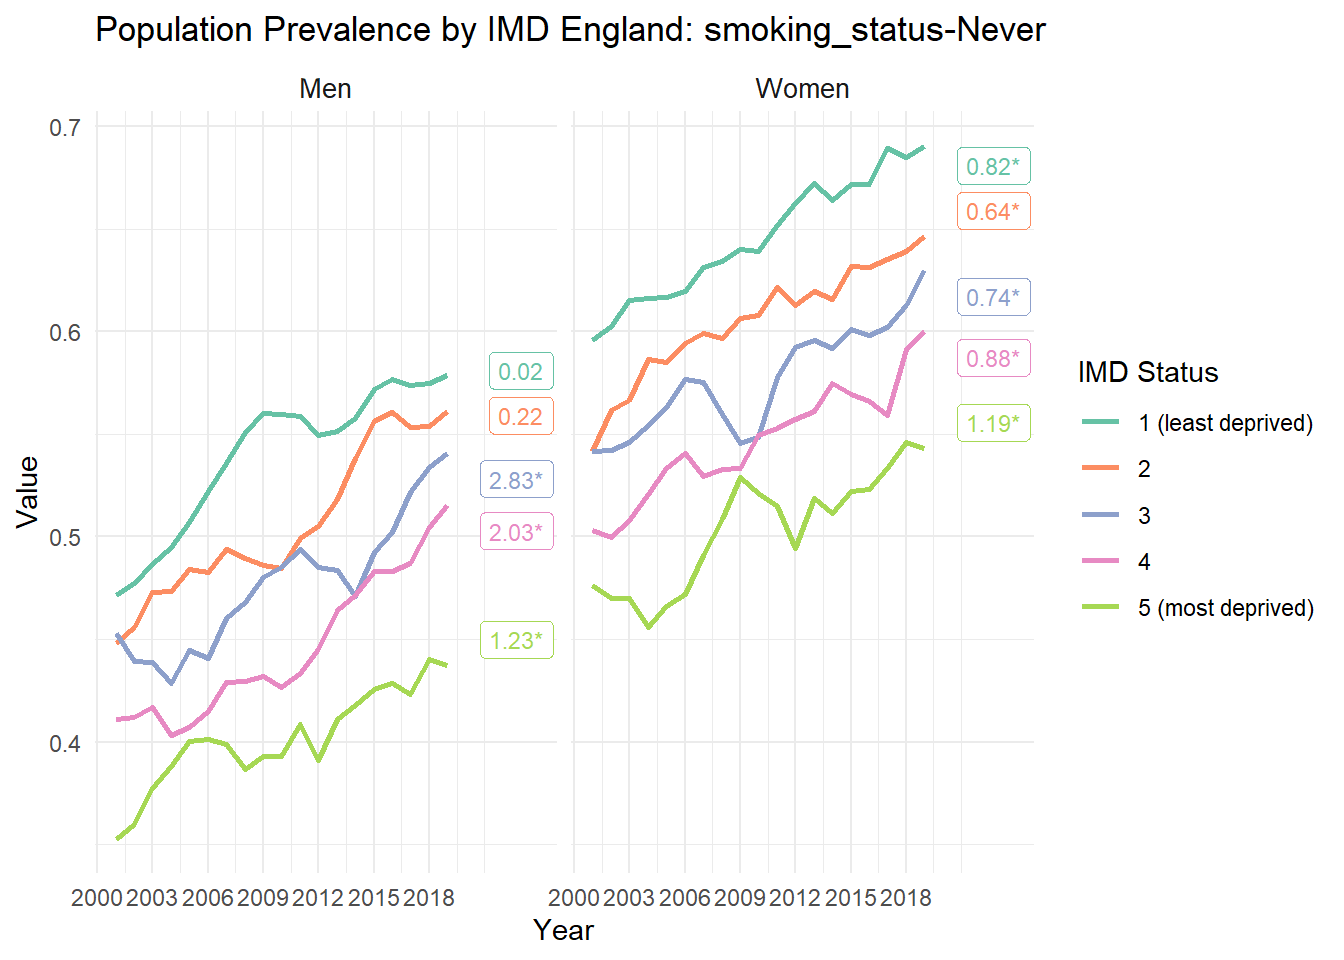 Population Prevalence by IMD England: smoking_status-Never
Men
Women
0.7
0.6
0.5
0.4
Value
0.02
0.22
2.83*
2.03*
1.23*
0.82*
0.64*
0.74*
0.88*
1.19*
IMD Status
1 (least deprived)
2
3
4
5 (most deprived)
2000 2003 2006 2009 2012 2015 2018
2000 2003 2006 2009 2012 2015 2018
Year